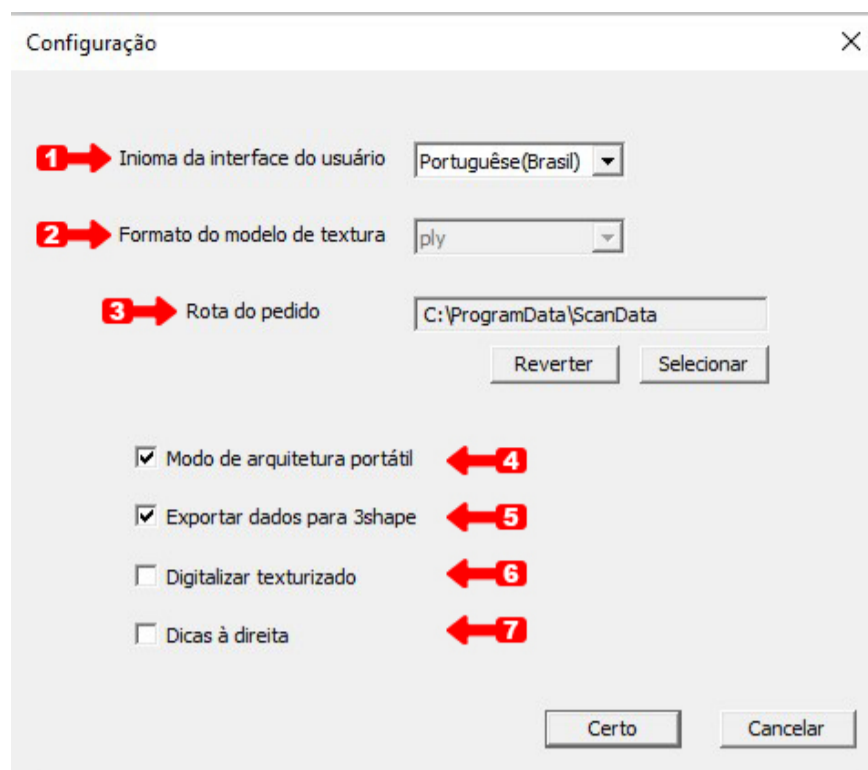 Configuração
1 Inioma da interface do usuário Portuguêse(Brasil)
2 Formato do modelo de textura ply
3 Rota do pedido C:\ProgramData\ScanData
Reverter Selecionar
Modo de arquitetura portátil 4
Exportar dados para 3shape 5
Digitalizar texturizado 6
Dicas à direita 7
Certo Cancelar